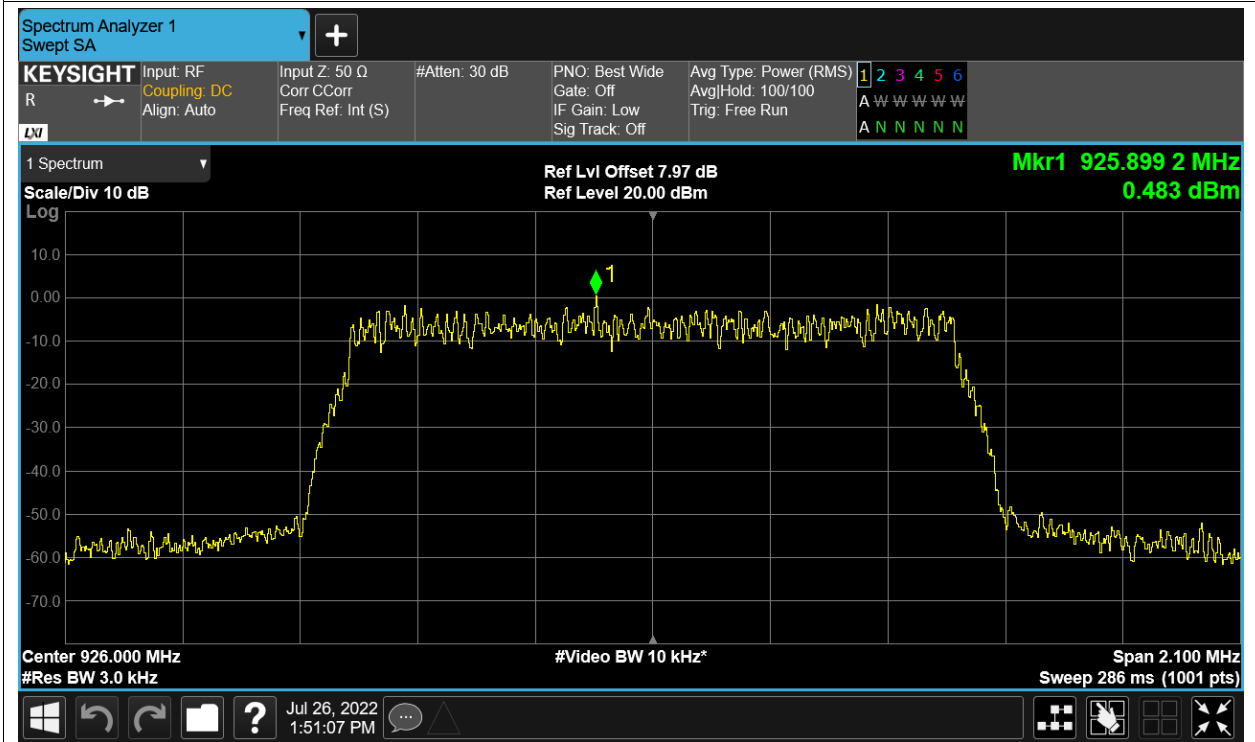 Spectrum Analyzer 1
Swept SA
+
KEYSIGHT
R
LXI
Input: RF
Coupling: DC
Align: Auto
Input Z: 50 Ω
Corr CCorr
Freq Ref: Int (S)
#Atten: 30 dB
PNO: Best Wide
Gate: Off
IF Gain: Low
Sig Track: Off
Avg Type: Power (RMS)
Avg|Hold: 100/100
Trig: Free Run
1 2 3 4 5 6
A W W W W W
A N N N N N
1 Spectrum
Scale/Div 10 dB
Log
Ref Lvl Offset 7.97 dB
Ref Level 20.00 dBm
Mkr1 925.899 2 MHz
0.483 dBm
1
10.0
0.00
-10.0
-20.0
-30.0
-40.0
-50.0
-60.0
-70.0
Center 926.000 MHz
#Res BW 3.0 kHz
#Video BW 10 kHz*
Span 2.100 MHz
Sweep 286 ms (1001 pts)
?
Jul 26, 2022
1:51:07 PM